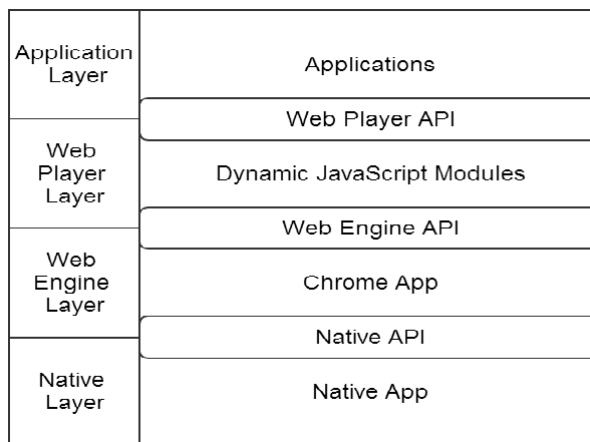 Application
Layer
Applications
Web Player API
Web
Player
Layer
Dynamic JavaScript Modules
Web Engine API
Web
Engine
Layer
Chrome App
Native API
Native
Layer
Native App